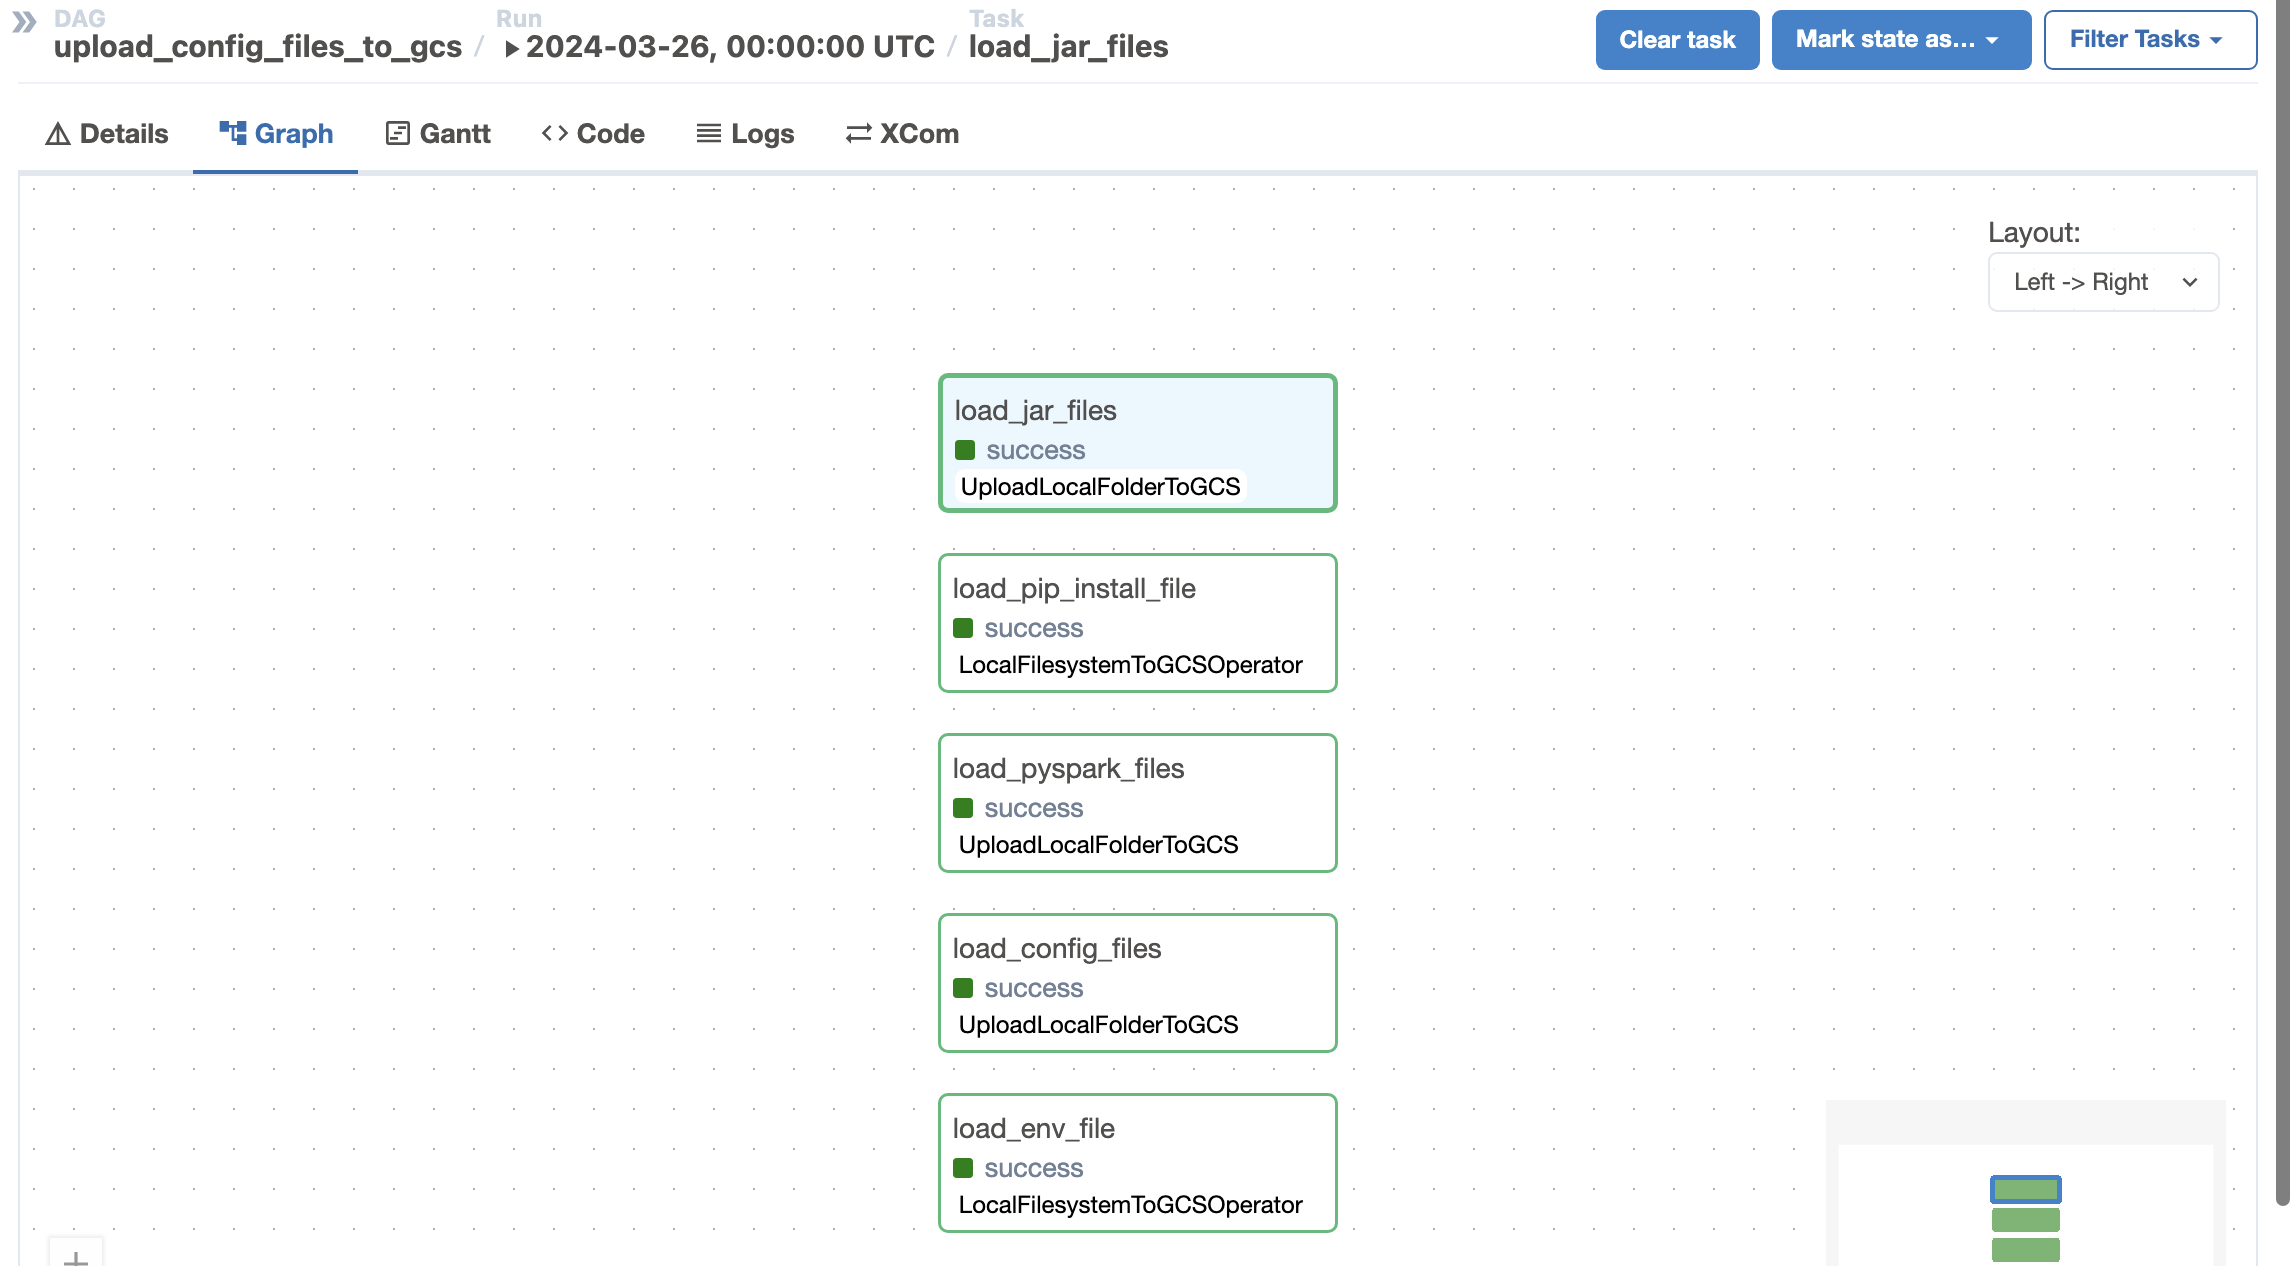 DAG
Run
Task
upload_config_files_to_gcs / 2024-03-26, 00:00:00 UTC / load_jar_files
Clear task
Mark state as...
Filter Tasks
Details
Graph
Gantt
Code
Logs
XCom
Layout:
Left -> Right
load_jar_files
success
UploadLocalFolderToGCS
load_pip_install_file
success
LocalFilesystemToGCSOperator
load_pyspark_files
success
UploadLocalFolderToGCS
load_config_files
success
UploadLocalFolderToGCS
load_env_file
success
LocalFilesystemToGCSOperator